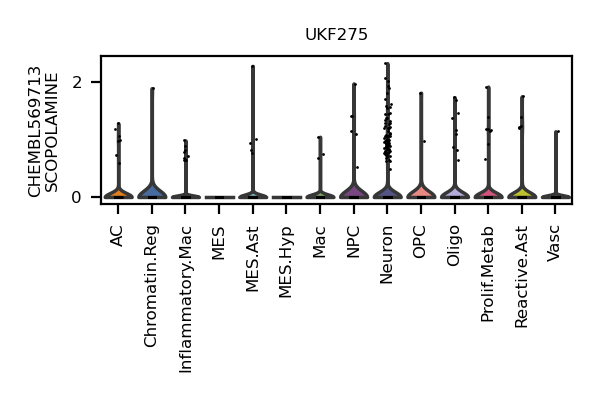 UKF275
CHEMBL569713
SCOPOLAMINE
2
0
AC
Chromatin.Reg
Inflammatory.Mac
MES
MES.Ast
MES.Hyp
Mac
NPC
Neuron
OPC
Oligo
Prolif.Metab
Reactive.Ast
Vasc